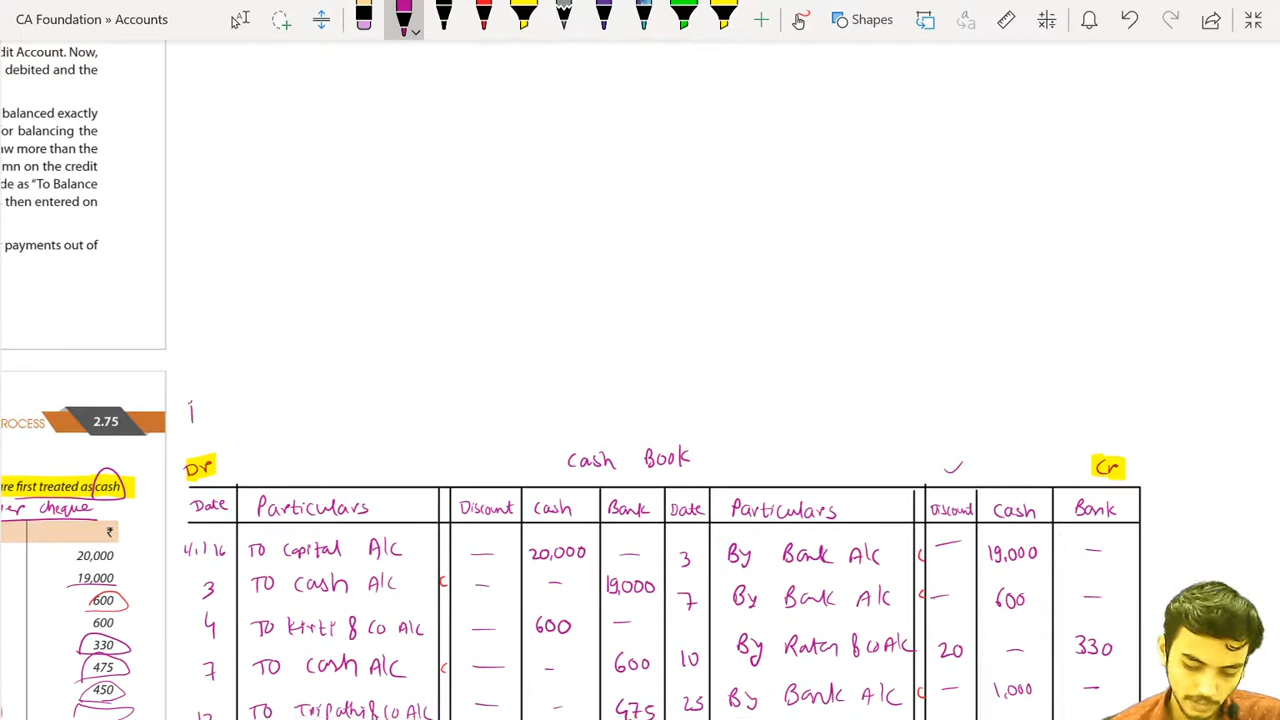 CA Foundation » Accounts
Shapes
dit Account. Now,
debited and the
balanced exactly
or balancing the
aw more than the
mn on the credit
de as “To Balance
then entered on
payments out of
ROCESS 2.75
are first treated as cash
per cheque
₹
20,000
19,000
600
600
330
475
450
Cash Book
Dr Cr
Date Particulars Discount Cash Bank Date Particulars Discount Cash Bank
4/1/16 To Capital A/c — 20,000 — 3 By Bank A/c C — 19,000 —
3 To Cash A/c C — - 19,000 7 By Bank A/c C — 600 —
4 To Kirti & Co A/c — 600 — 10 By Ratan & Co A/c 20 — 330
7 To Cash A/c C — - 600 25 By Bank A/c C — 1,000 —
To Tripathi & Co A/c — - 475